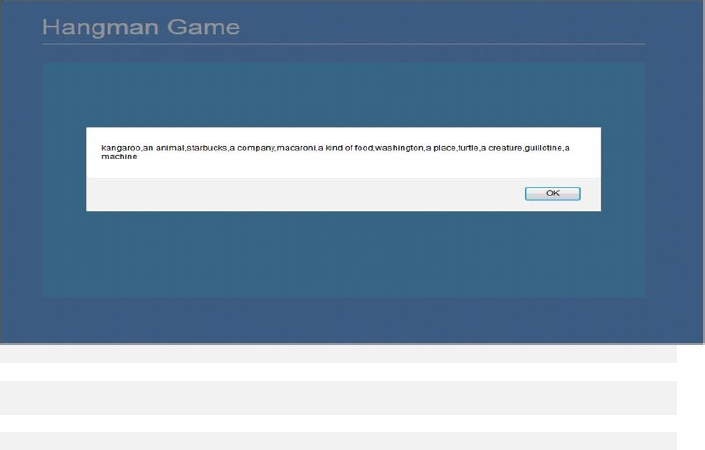 Hangman Game
kangaroo,an animal,starbucks,a company,macaroni,a kind of food,washington,a place,turtle,a creature,guillotine,a
machine
OK